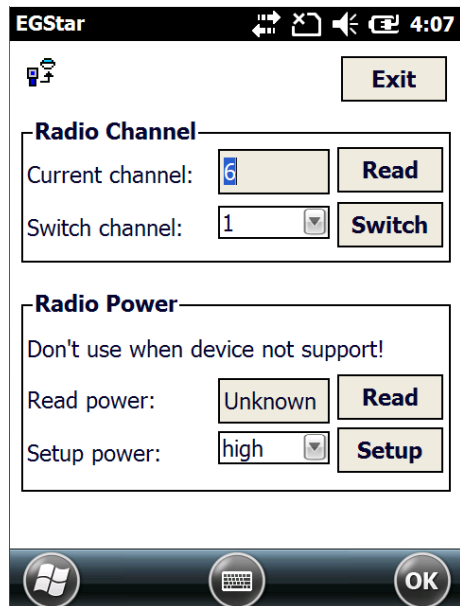 EGStar 4:07
Exit
Radio Channel
Current channel: 6 Read
Switch channel: 1 Switch
Radio Power
Don't use when device not support!
Read power: Unknown Read
Setup power: high Setup
OK